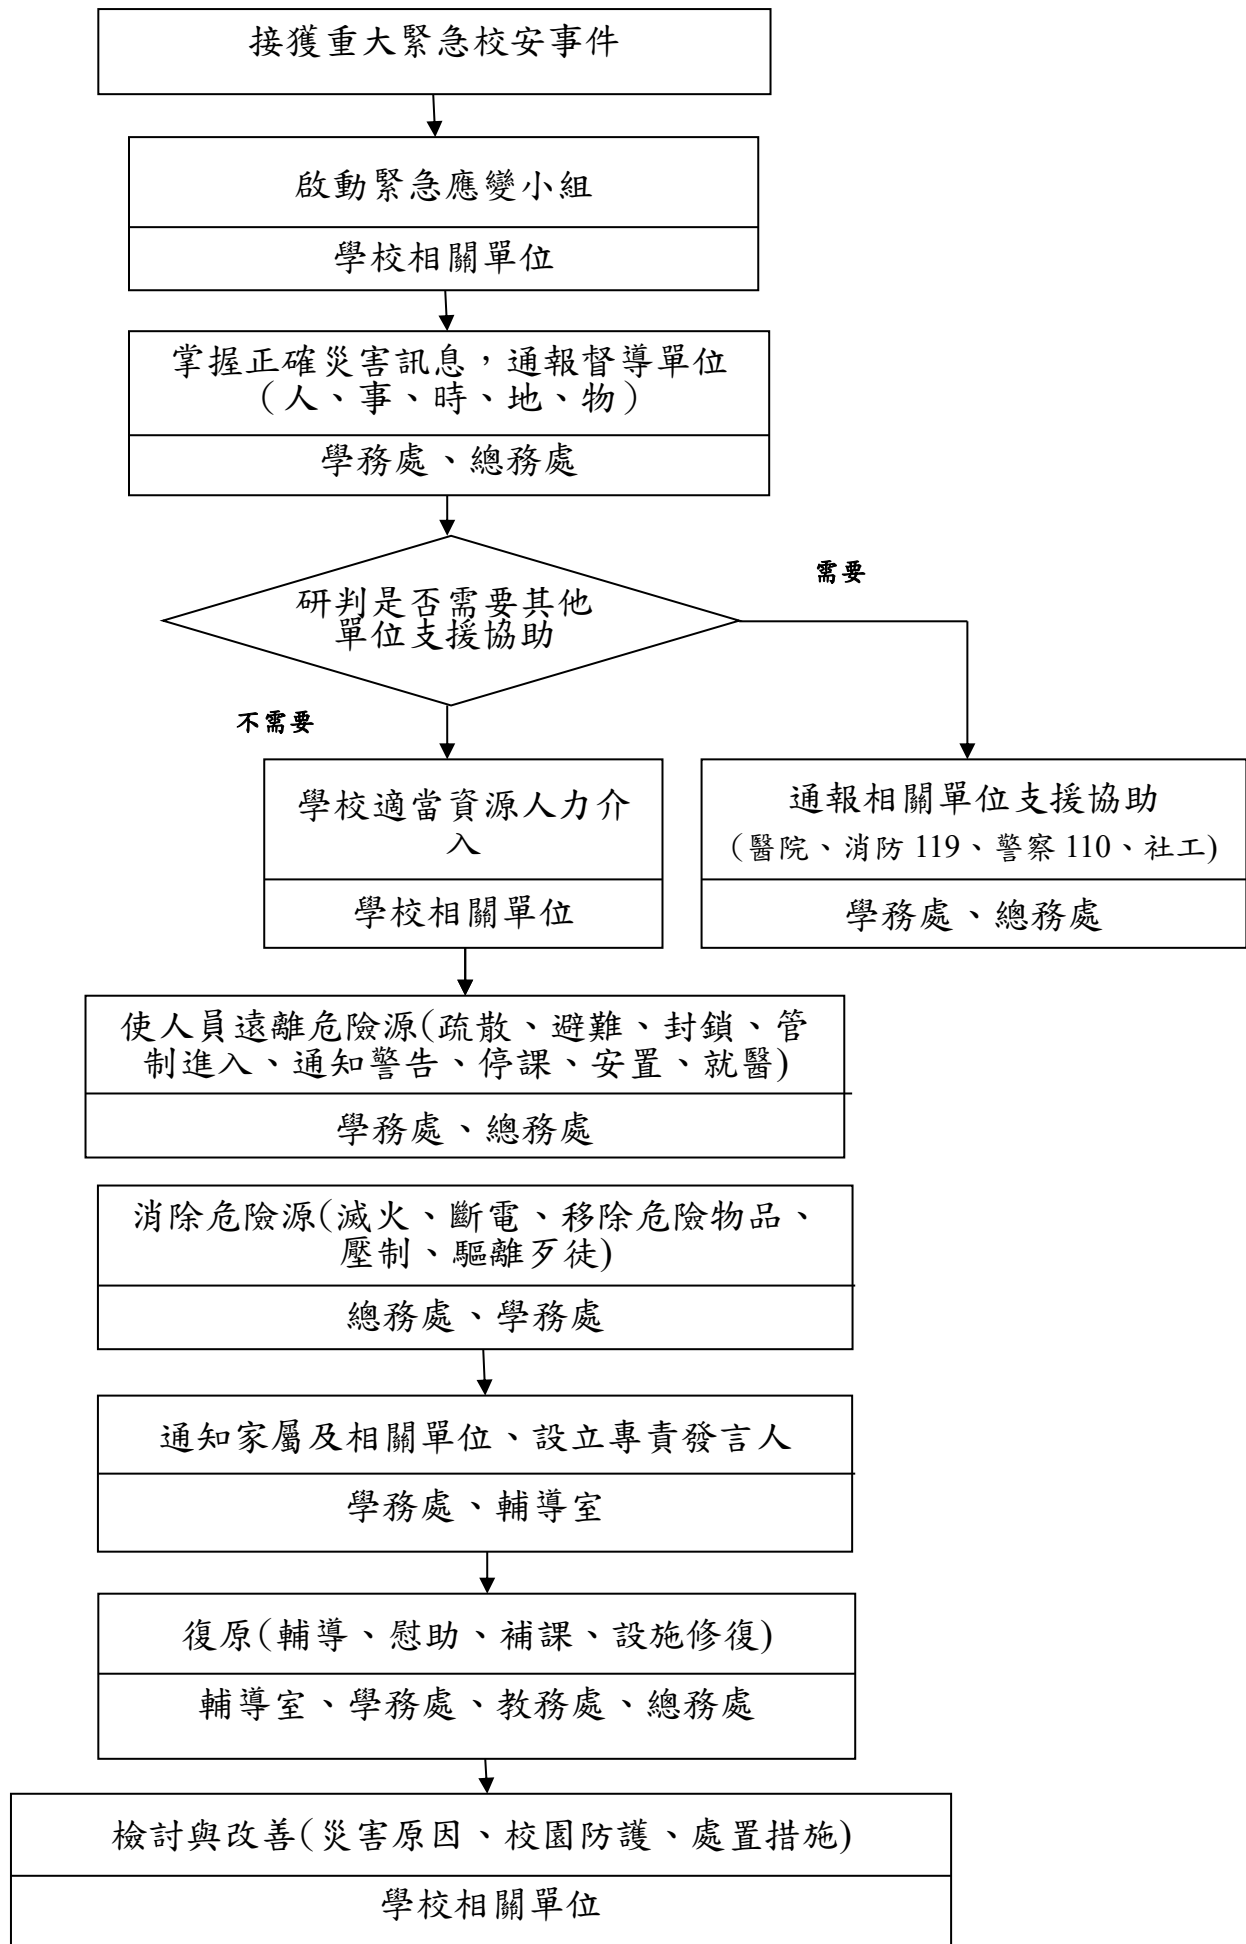 接獲重大緊急校安事件
啟動緊急應變小組
學校相關單位
掌握正確災害訊息，通報督導單位
（人、事、時、地、物）
學務處、總務處
研判是否需要其他
單位支援協助
需要
不需要
學校適當資源人力介
入
學校相關單位
通報相關單位支援協助
（醫院、消防 119、警察 110、社工)
學務處、總務處
使人員遠離危險源(疏散、避難、封鎖、管
制進入、通知警告、停課、安置、就醫)
學務處、總務處
消除危險源(滅火、斷電、移除危險物品、
壓制、驅離歹徒)
總務處、學務處
通知家屬及相關單位、設立專責發言人
學務處、輔導室
復原(輔導、慰助、補課、設施修復)
輔導室、學務處、教務處、總務處
檢討與改善(災害原因、校園防護、處置措施)
學校相關單位